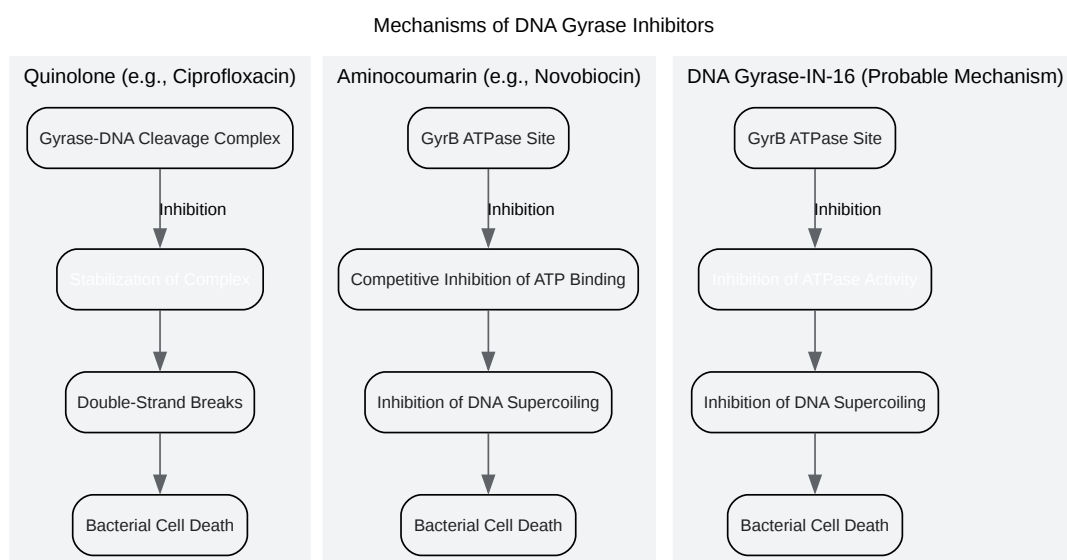 Mechanisms of DNA Gyrase Inhibitors
Quinolone (e.g., Ciprofloxacin)
Gyrase-DNA Cleavage Complex
Inhibition
Stabilization of Complex
Double-Strand Breaks
Bacterial Cell Death
Aminocoumarin (e.g., Novobiocin)
GyrB ATPase Site
Inhibition
Competitive Inhibition of ATP Binding
Inhibition of DNA Supercoiling
Bacterial Cell Death
DNA Gyrase-IN-16 (Probable Mechanism)
GyrB ATPase Site
Inhibition
Inhibition of ATPase Activity
Inhibition of DNA Supercoiling
Bacterial Cell Death